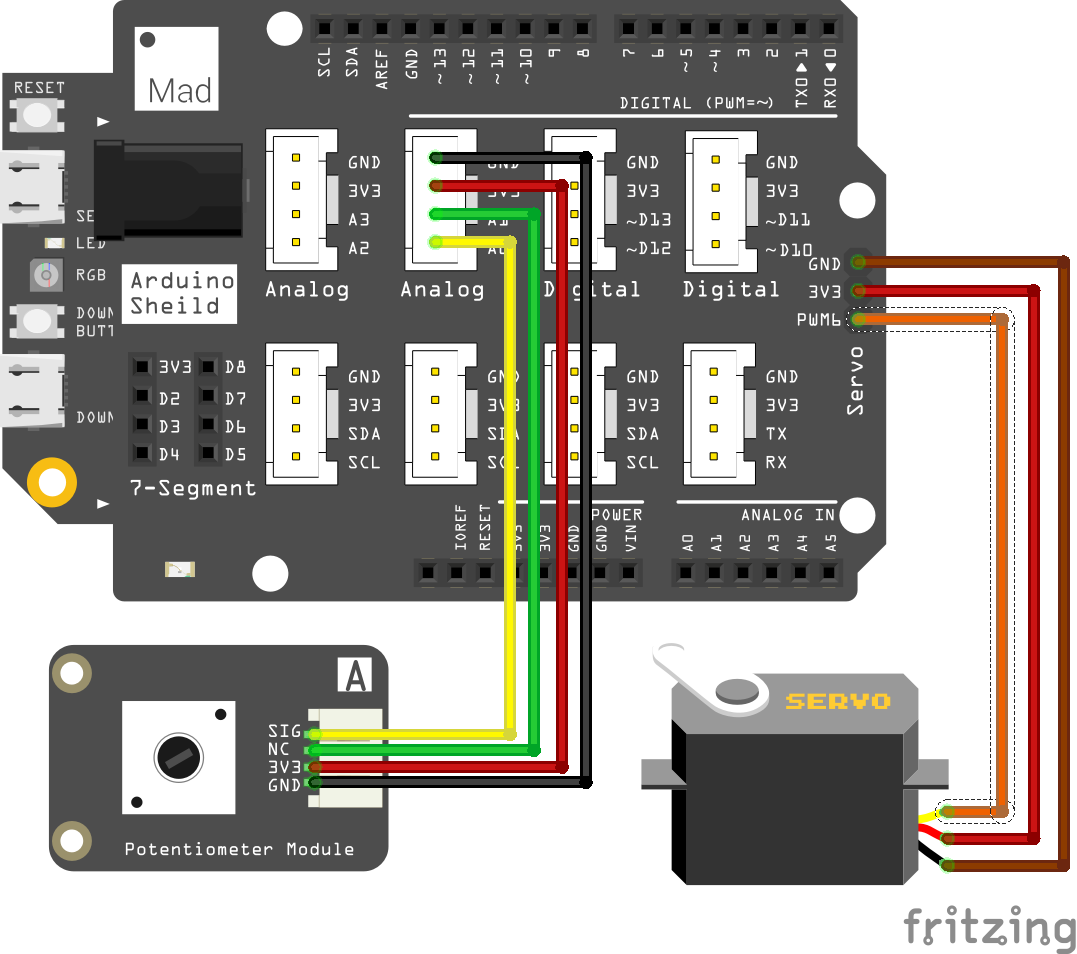 SCL
SDA
AREF
GND
~13
~12
~11
~10
9
8
7
6
~5
~4
3
2
TX0▶1
RX0◀0
DIGITAL (PWM=~)
Mad
RESET
LED
RGB
DOWN
BUTT
DOWN
Arduino
Sheild
GND
3V3
A3
A2
Analog
GND
3V3
A1
Analog
GND
3V3
~D13
~D12
Digital
GND
3V3
~D11
~D10
Digital
GND
3V3
PWM6
Servo
3V3
D2
D3
D4
D8
D7
D6
D5
7-Segment
GND
3V3
SDA
SCL
GND
3V3
SDA
SCL
GND
3V3
SDA
SCL
GND
3V3
TX
RX
POWER
IOREF
RESET
3V3
GND
GND
VIN
ANALOG IN
A0
A1
A2
A3
A4
A5
A
SIG
NC
3V3
GND
Potentiometer Module
SERVO
fritzing